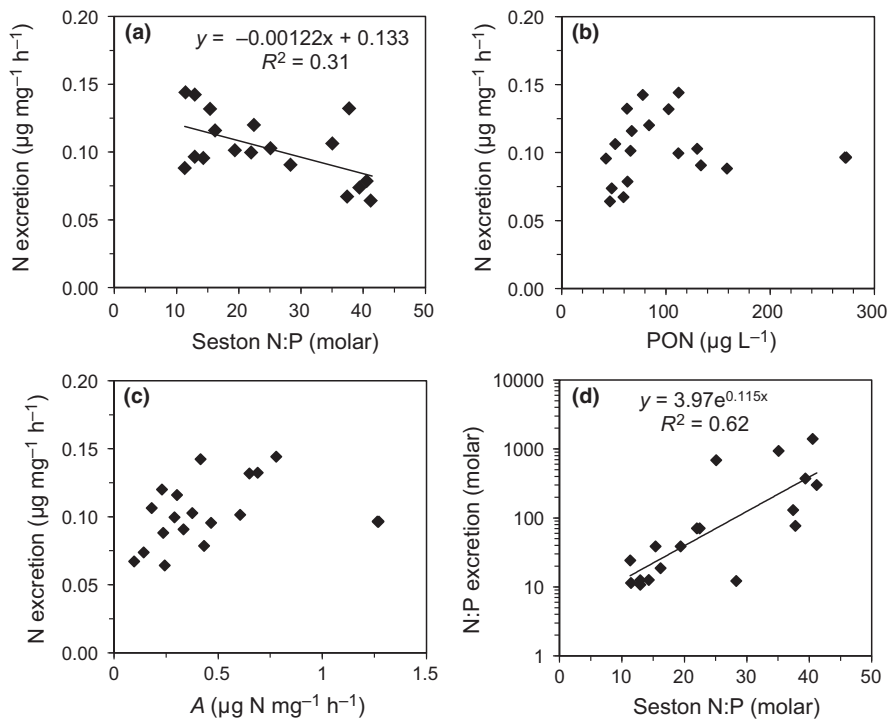 (a)
y = –0.00122x + 0.133
R² = 0.31
N excretion (µg mg⁻¹ h⁻¹)
0.20
0.15
0.10
0.05
0.00
0 10 20 30 40 50
Seston N:P (molar)
(b)
N excretion (µg mg⁻¹ h⁻¹)
0.20
0.15
0.10
0.05
0.00
0 100 200 300
PON (µg L⁻¹)
(c)
N excretion (µg mg⁻¹ h⁻¹)
0.20
0.15
0.10
0.05
0.00
0 0.5 1 1.5
A (µg N mg⁻¹ h⁻¹)
(d)
y = 3.97e^0.115x
R² = 0.62
N:P excretion (molar)
10000
1000
100
10
1
0 10 20 30 40 50
Seston N:P (molar)